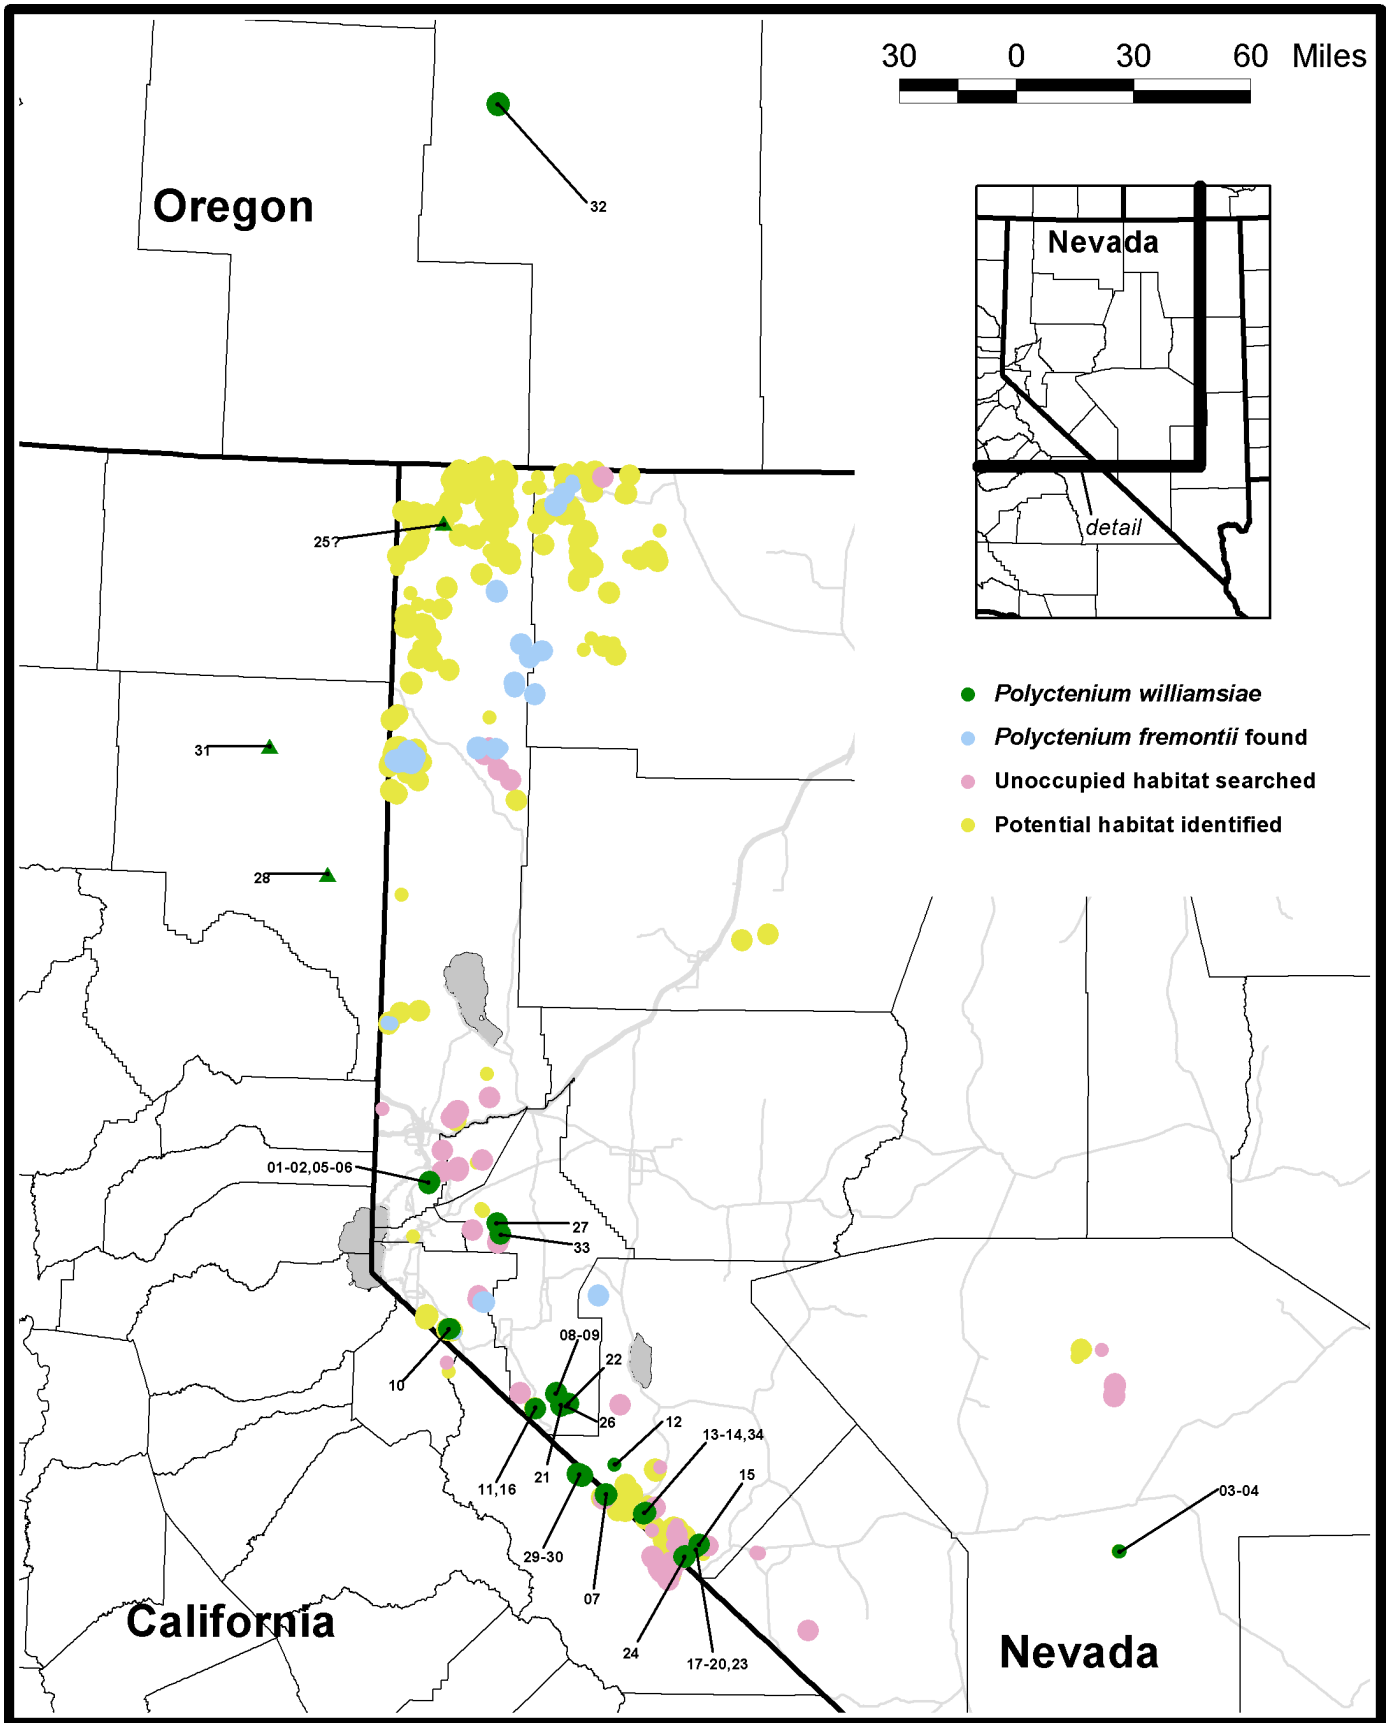 30 0 30 60 Miles
32
Oregon
Nevada
detail
25?
Polyctenium williamsiae
Polyctenium fremontii found
31
Unoccupied habitat searched
Potential habitat identified
28
01-02,05-06
27
33
08-09
22
10
26
12
13-14,34
21
15
11,16
03-04
29-30
07
California
24
Nevada
17-20,23